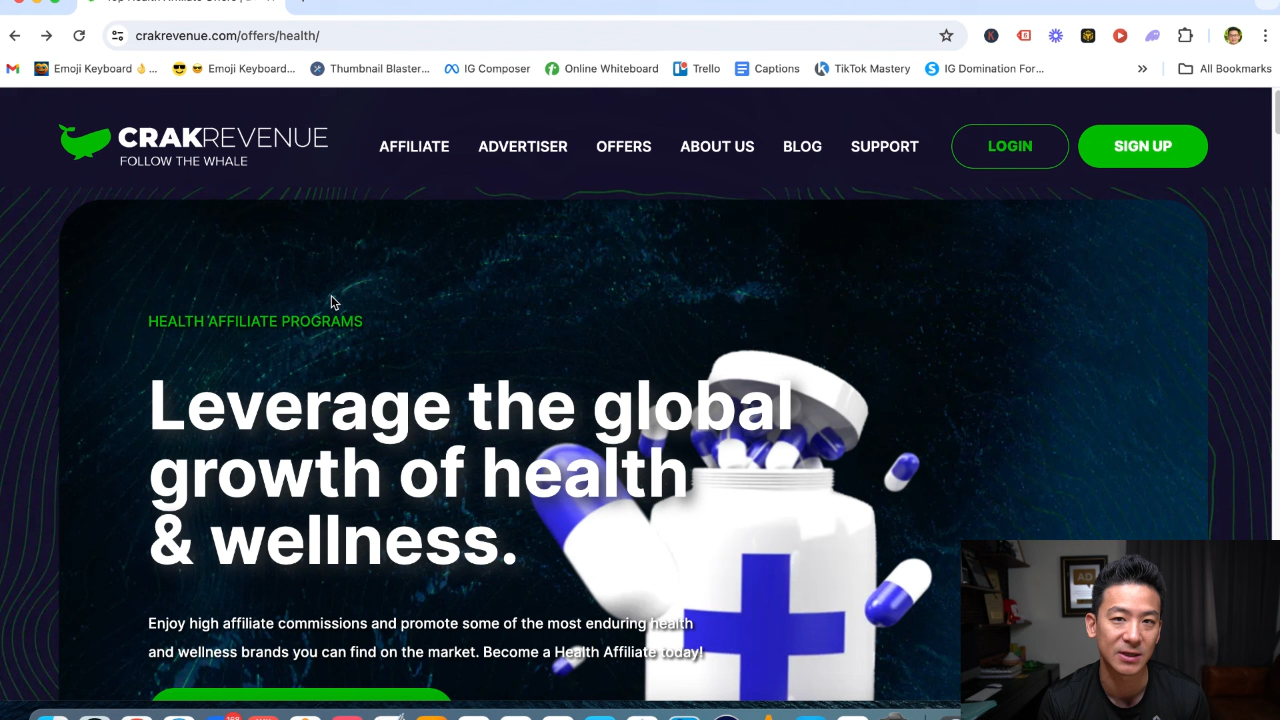 crakrevenue.com/offers/health/
Emoji Keyboard 👌 ...
😎 Emoji Keyboard...
Thumbnail Blaster...
IG Composer
Online Whiteboard
Trello
Captions
TikTok Mastery
IG Domination For...
»
All Bookmarks
CRAKREVENUE
FOLLOW THE WHALE
AFFILIATE
ADVERTISER
OFFERS
ABOUT US
BLOG
SUPPORT
LOGIN
SIGN UP
HEALTH AFFILIATE PROGRAMS
Leverage the global
growth of health
& wellness.
Enjoy high affiliate commissions and promote some of the most enduring health
and wellness brands you can find on the market. Become a Health Affiliate today!
AD